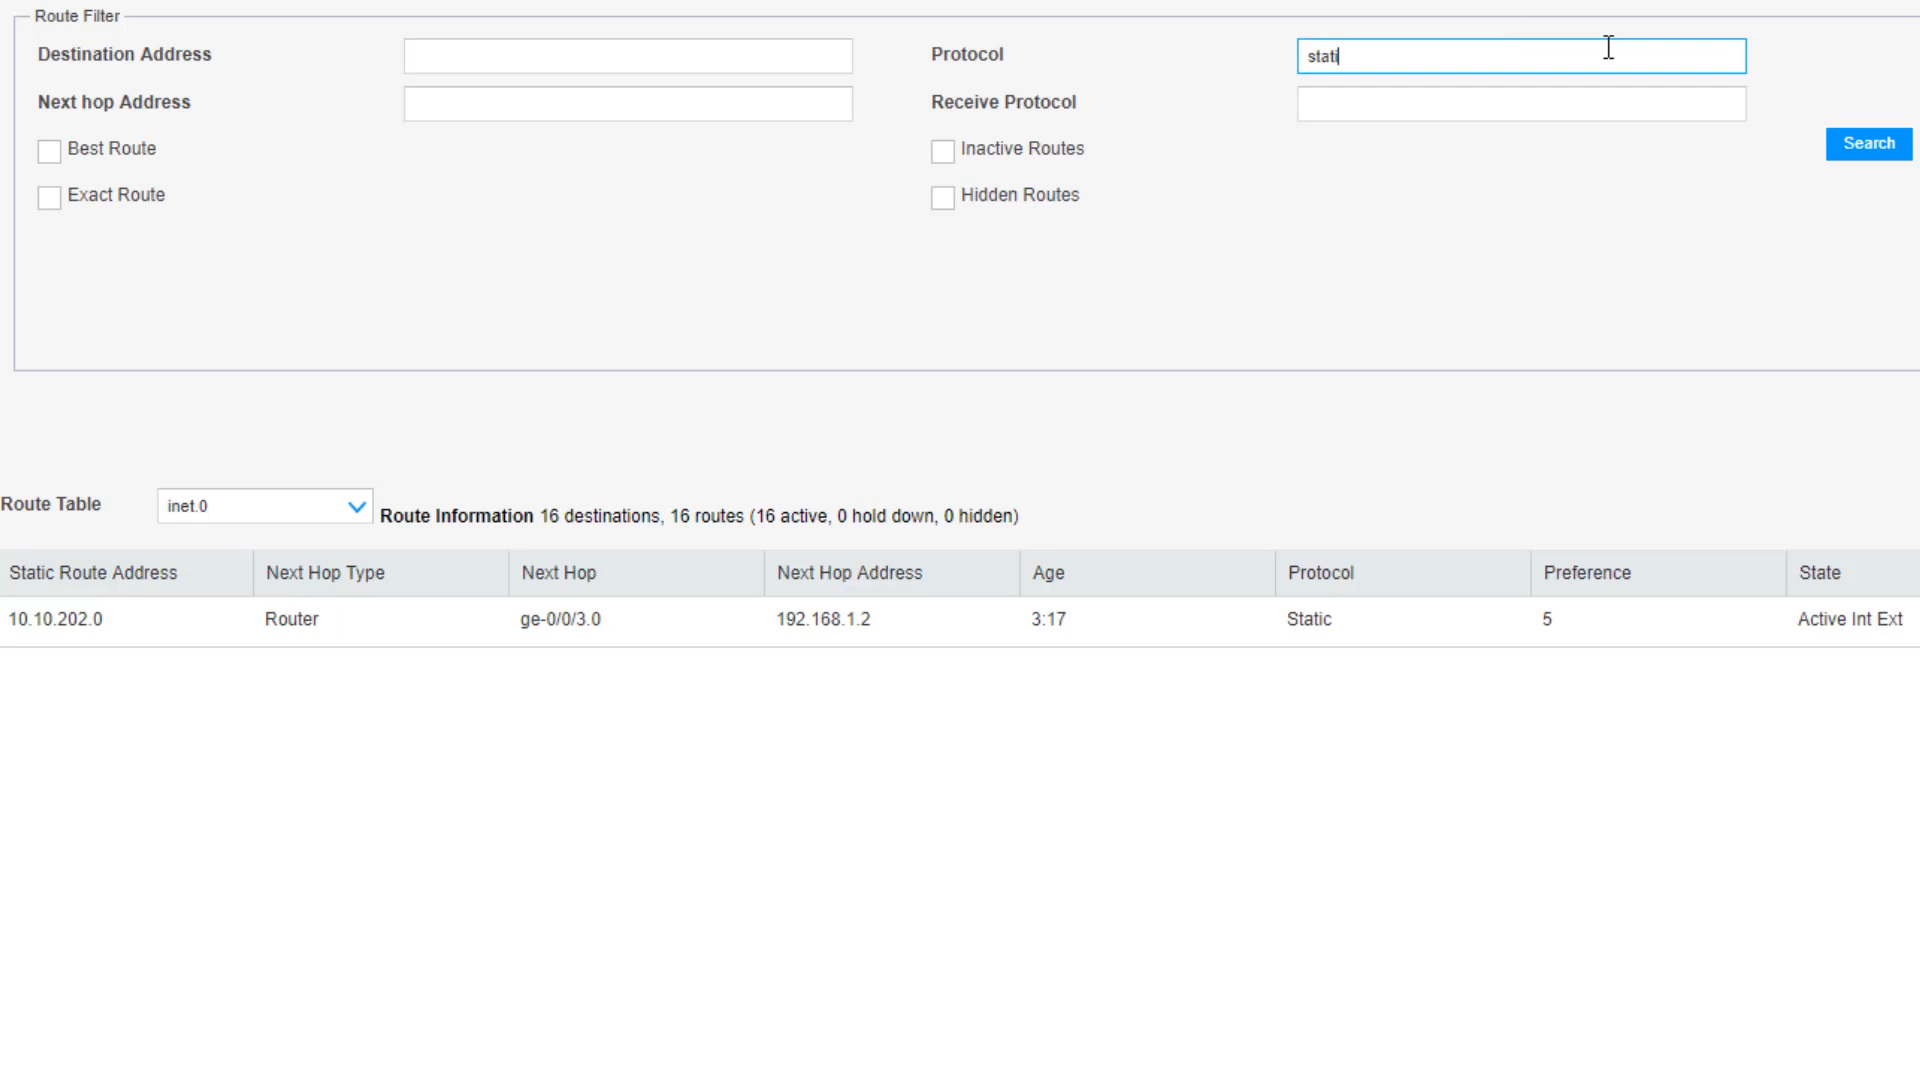 Route Filter
Destination Address
Protocol
stati
Next hop Address
Receive Protocol
Best Route
Inactive Routes
Search
Exact Route
Hidden Routes
Route Table
inet.0
Route Information 16 destinations, 16 routes (16 active, 0 hold down, 0 hidden)
Static Route Address Next Hop Type Next Hop Next Hop Address Age Protocol Preference State
10.10.202.0 Router ge-0/0/3.0 192.168.1.2 3:17 Static 5 Active Int Ext